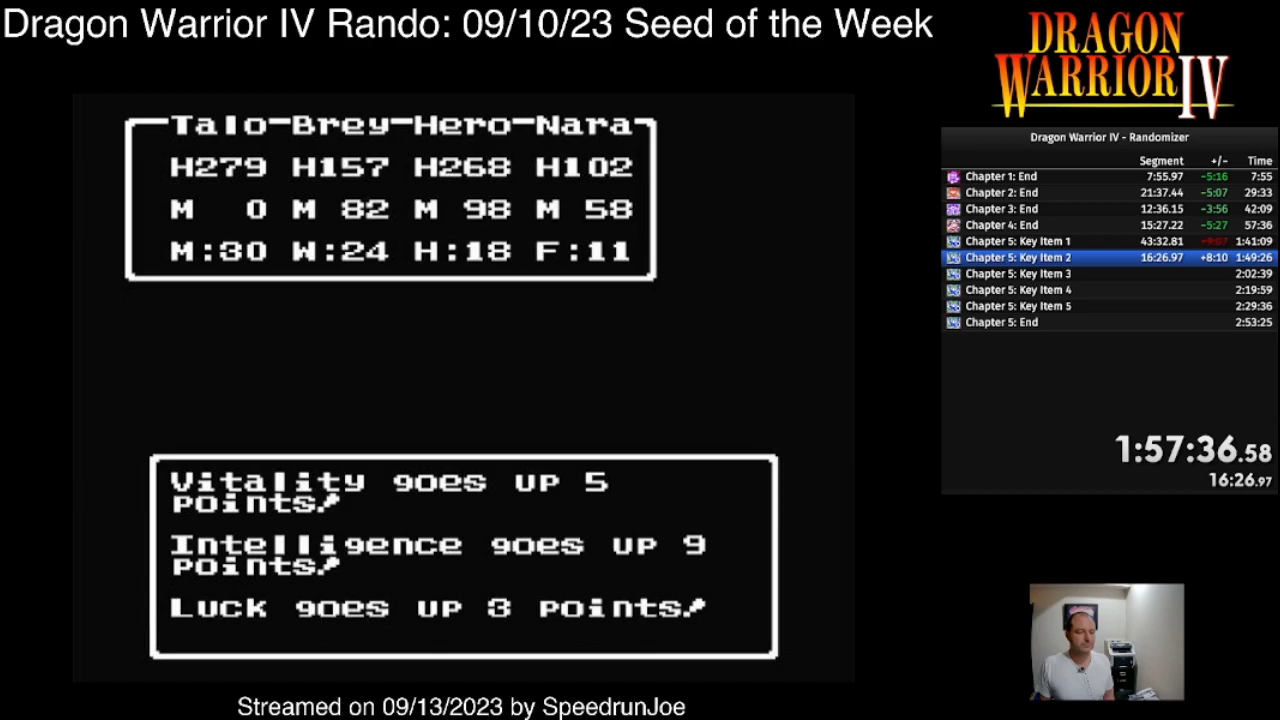 Dragon Warrior IV Rando: 09/10/23 Seed of the Week
DRAGON
WARRIOR IV
Talo Brey Hero Nara
H279 H157 H268 H102
M 0 M 82 M 98 M 58
M:30 W:24 H:18 F:11
Vitality goes up 5
points!
Intelligence goes up 9
points!
Luck goes up 3 points!
Dragon Warrior IV - Randomizer
Segment +/- Time
Chapter 1: End 7:55.97 -5:16 7:55
Chapter 2: End 21:37.44 -5:07 29:33
Chapter 3: End 12:36.15 -3:56 42:09
Chapter 4: End 15:27.22 -5:27 57:36
Chapter 5: Key Item 1 43:32.81 +9:07 1:41:09
Chapter 5: Key Item 2 16:26.97 +8:10 1:49:26
Chapter 5: Key Item 3 2:02:39
Chapter 5: Key Item 4 2:19:59
Chapter 5: Key Item 5 2:29:36
Chapter 5: End 2:53:25
1:57:36.58
16:26.97
Streamed on 09/13/2023 by SpeedrunJoe